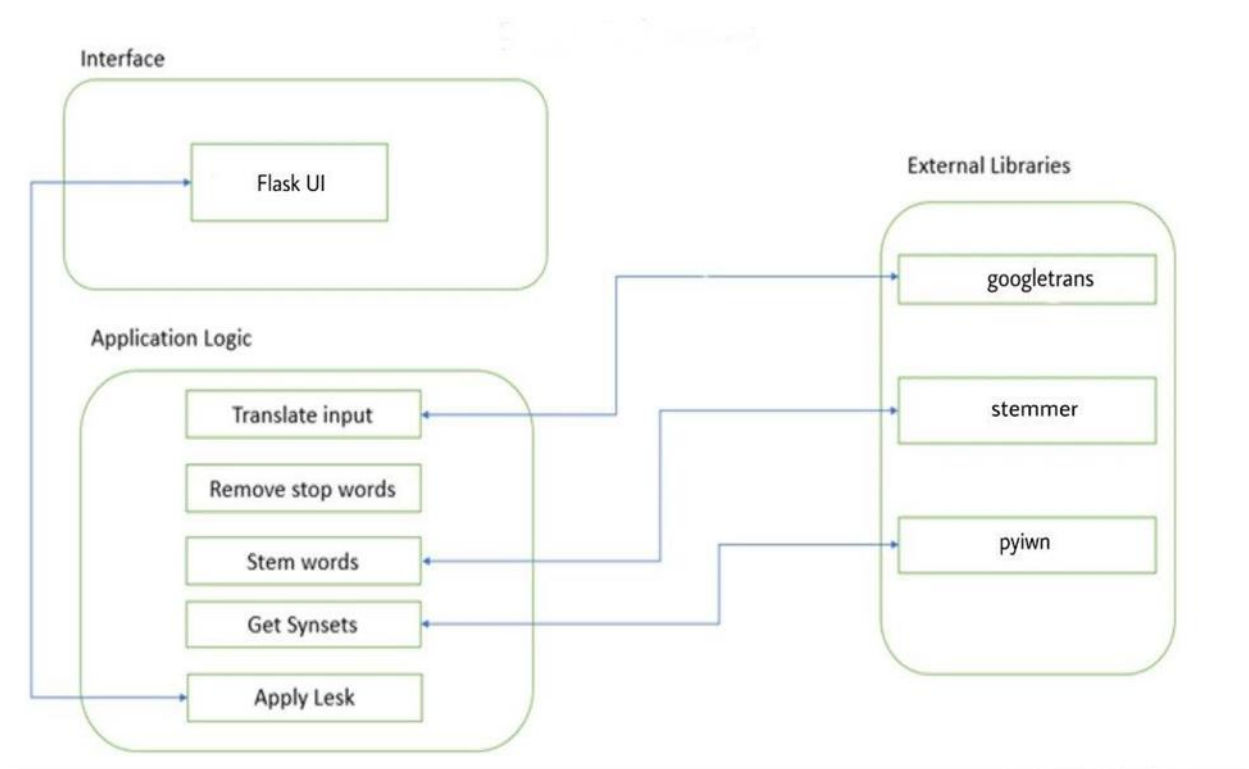 Interface
Flask UI
External Libraries
googletrans
Application Logic
Translate input
stemmer
Remove stop words
Stem words
pyiwn
Get Synsets
Apply Lesk